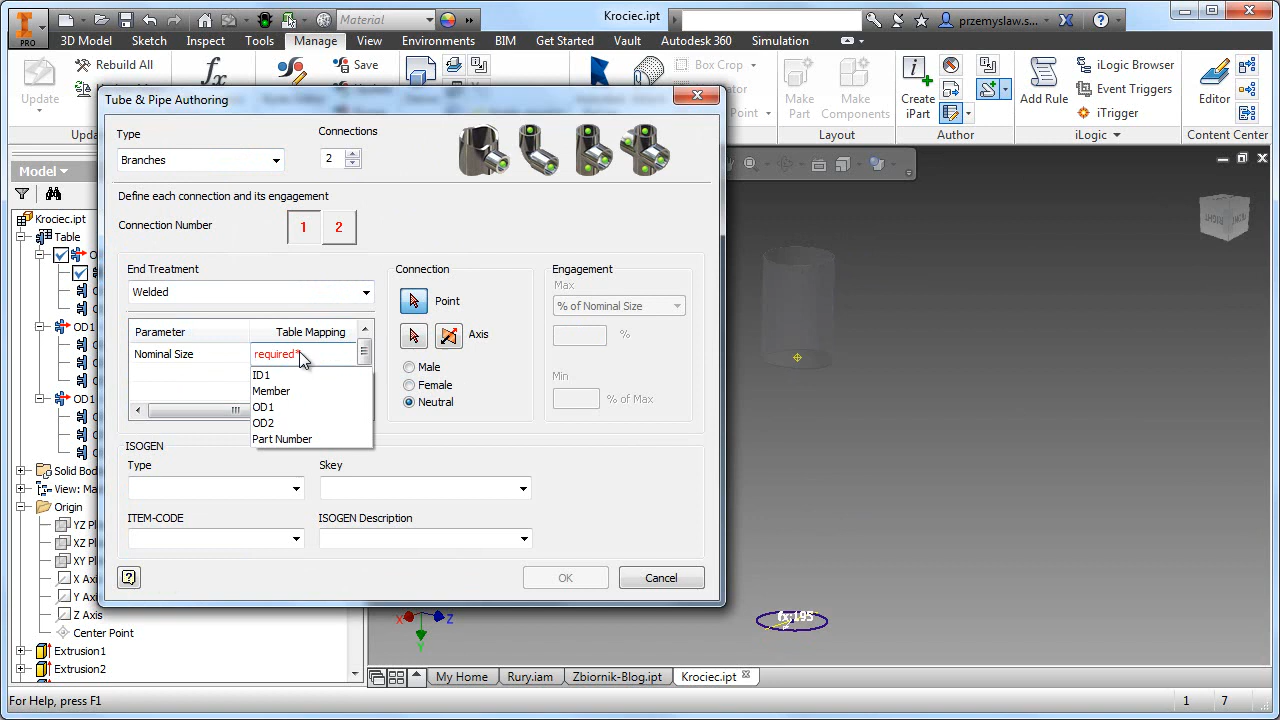 Material
Krociec.ipt
przemyslaw.s...
PRO
3D Model Sketch Inspect Tools Manage View Environments BIM Get Started Vault Autodesk 360 Simulation
Update
Rebuild All
fx
Save
Box Crop
Make Part
Make Components
Create iPart
Add Rule
iLogic Browser
Event Triggers
iTrigger
Editor
Layout
Author
iLogic
Content Center
Model
Krociec.ipt
Table
OD1
OD1
Solid Bod
View: Ma
Origin
YZ Pl
XZ Pl
XY Pl
X Axi
Y Axis
Z Axis
Center Point
Extrusion1
Extrusion2
Tube & Pipe Authoring
Type
Connections
Branches
2
Define each connection and its engagement
Connection Number
1 2
End Treatment
Welded
Parameter Table Mapping
Nominal Size required*
ID1
Member
OD1
OD2
Part Number
Connection
Point
Axis
Male
Female
Neutral
Engagement
Max
% of Nominal Size
%
Min
% of Max
ISOGEN
Type
Skey
ITEM-CODE
ISOGEN Description
OK
Cancel
RIGHT
fx:195
X Z
Y
My Home Rury.iam Zbiornik-Blog.ipt Krociec.ipt
For Help, press F1
1 7